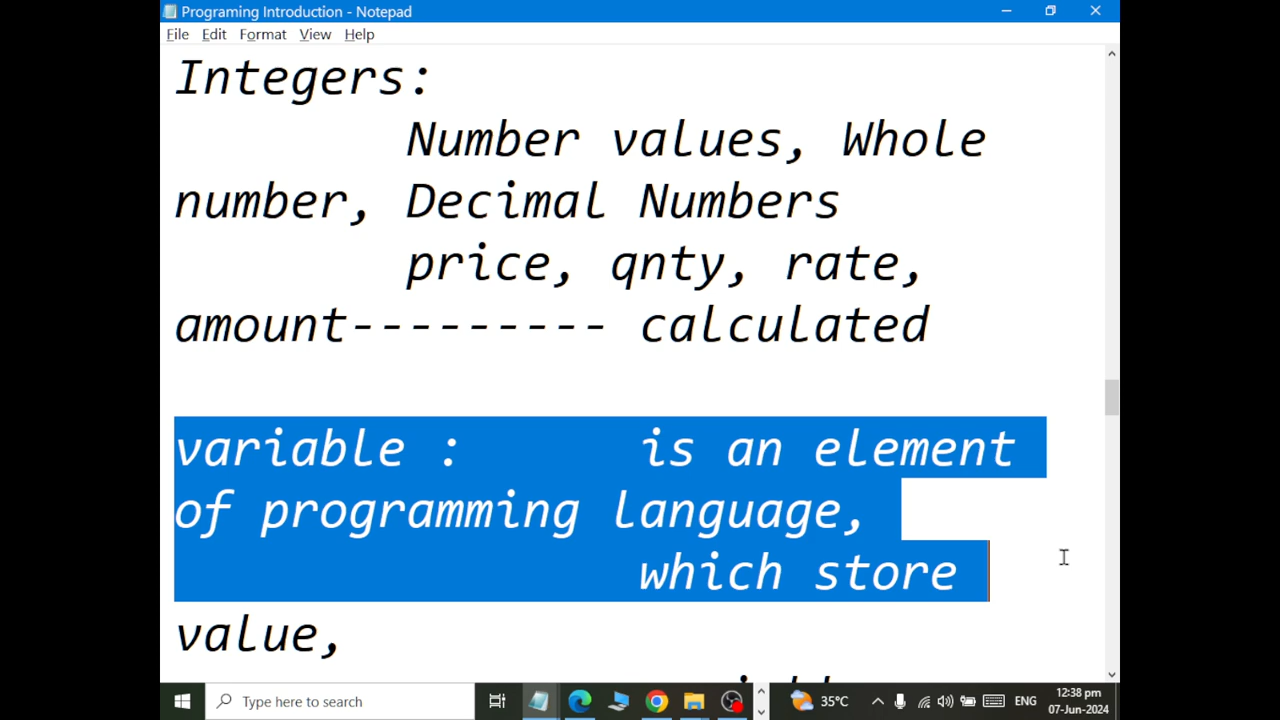 Programing Introduction - Notepad
File Edit Format View Help
Integers:
Number values, Whole
number, Decimal Numbers
price, qnty, rate,
amount--------- calculated
variable : is an element
of programming language,
which store
value,
Type here to search
35°C
ENG
12:38 pm
07-Jun-2024